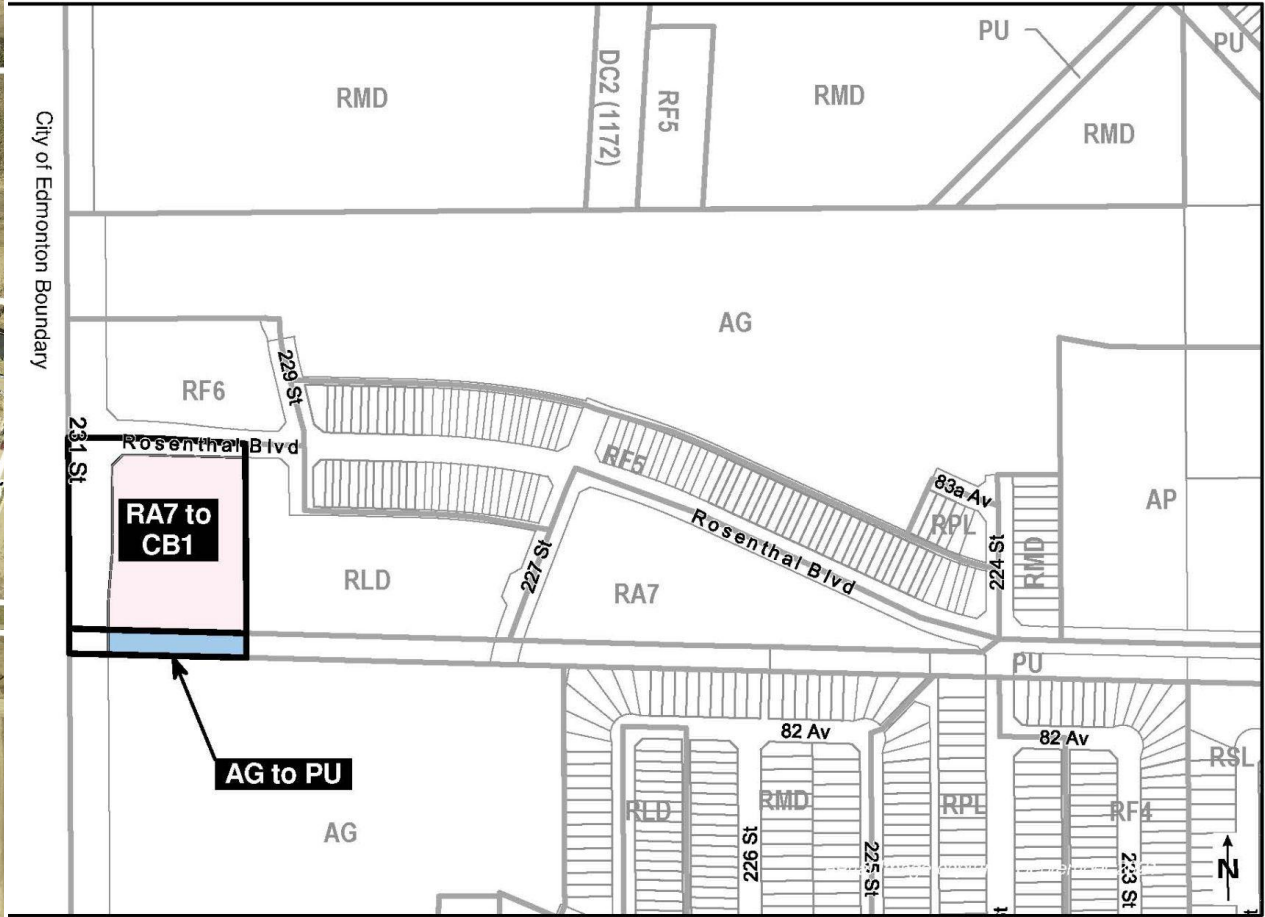 PU
PU
RMD
DC2 (1172)
RF5
RMD
RMD
City of Edmonton Boundary
AG
RF6
229 St
231 St
Rosenthal Blvd
RF5
83a Av
RPL
AP
RA7 to
CB1
Rosenthal Blvd
224 St
RMD
227 St
RLD
RA7
PU
82 Av
82 Av
AG to PU
RSL
RLD
RMD
RPL
RF4
AG
226 St
225 St
223 St
N